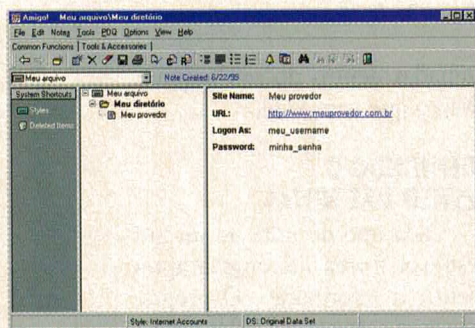 Amigo! Meu arquivo\Meu diretório
File Edit Notes Tools PDQ Options View Help
Common Functions Tools & Accessories
Meu arquivo Note Created: 6/22/95
System Shortcuts
Styles
Deleted Items
Meu arquivo
Meu diretório
Meu provedor
Site Name: Meu provedor
URL: http://www.meuprovedor.com.br
Logon As: meu_username
Password: minha_senha
Style: Internet Accounts DS: Original Data Set